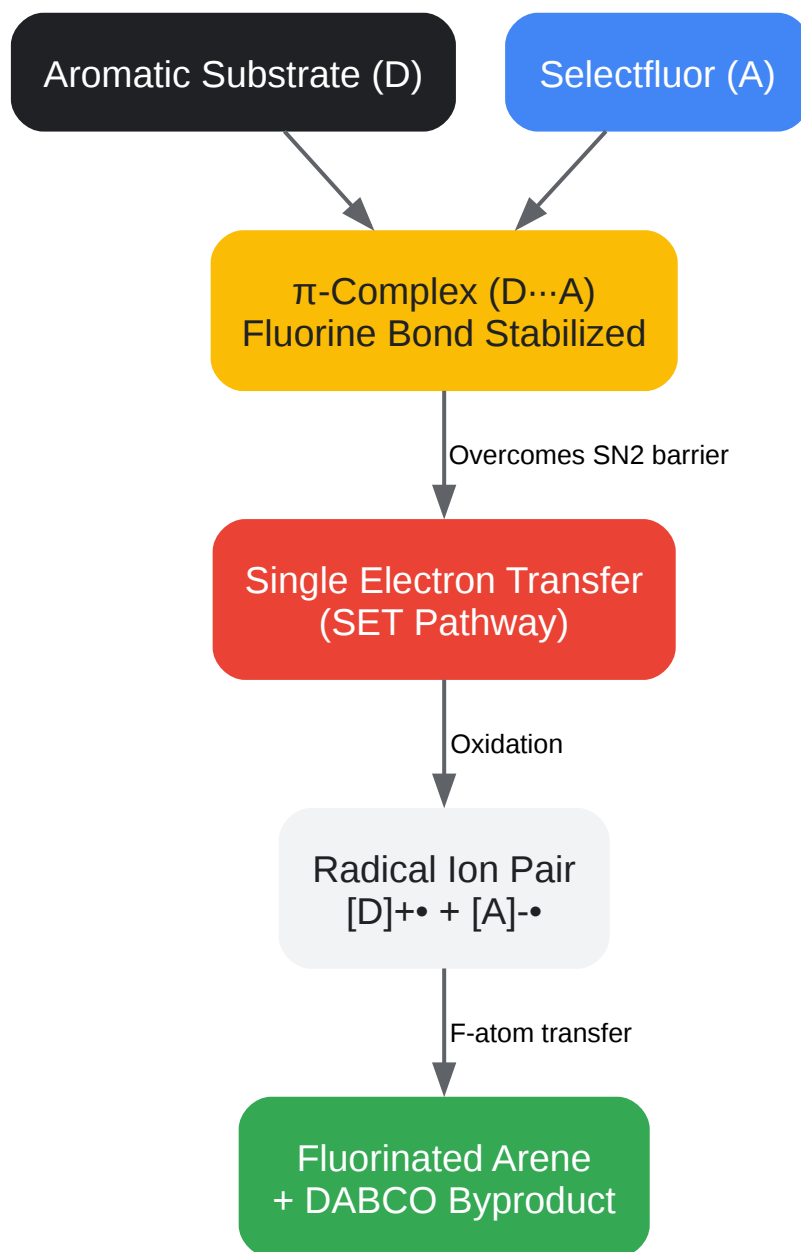 Aromatic Substrate (D)
Selectfluor (A)
π-Complex (D···A)
Fluorine Bond Stabilized
Overcomes SN2 barrier
Single Electron Transfer
(SET Pathway)
Oxidation
Radical Ion Pair
[D]+• + [A]-•
F-atom transfer
Fluorinated Arene
+ DABCO Byproduct